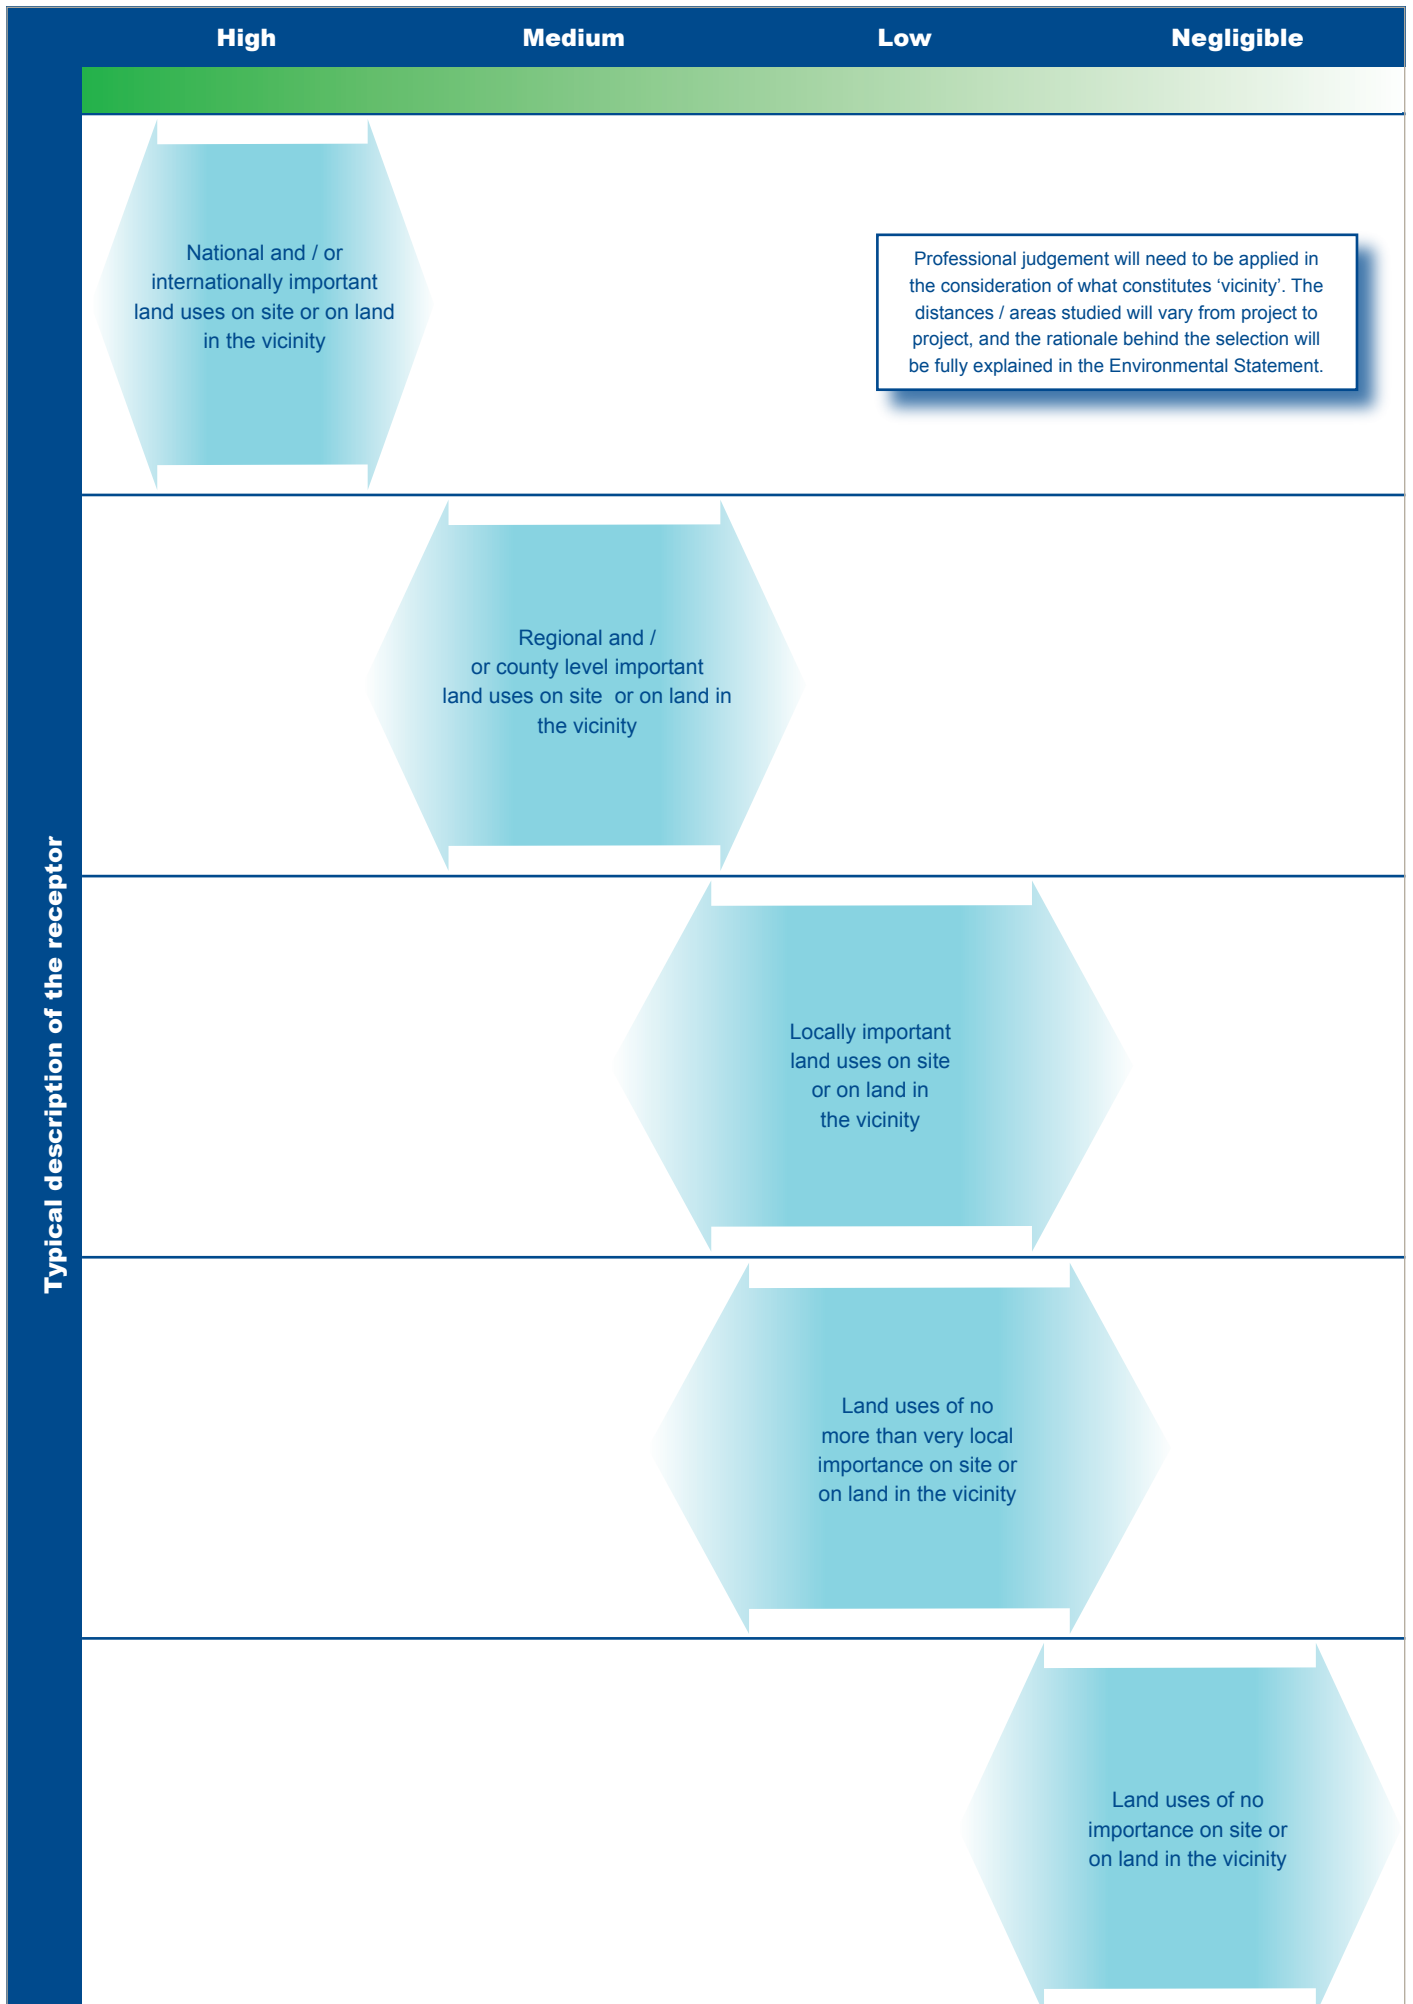 High Medium Low Negligible
Typical description of the receptor
National and / or
internationally important
land uses on site or on land
in the vicinity
Professional judgement will need to be applied in
the consideration of what constitutes ‘vicinity’. The
distances / areas studied will vary from project to
project, and the rationale behind the selection will
be fully explained in the Environmental Statement.
Regional and /
or county level important
land uses on site  or on land in
the vicinity
Locally important
land uses on site
or on land in
the vicinity
Land uses of no
more than very local
importance on site or
on land in the vicinity
Land uses of no
importance on site or
on land in the vicinity